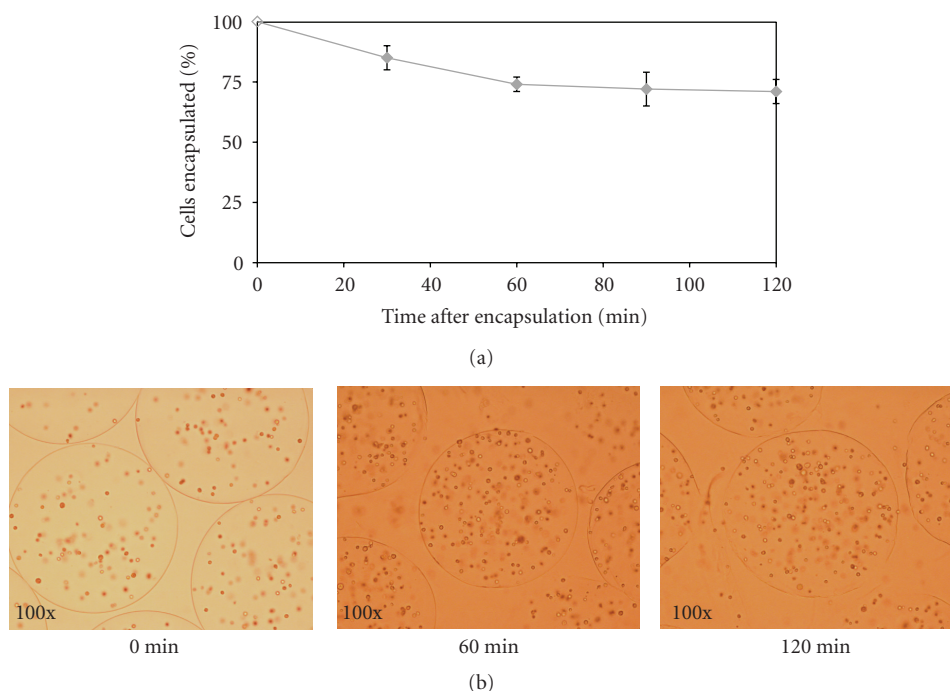 100
75
50
25
0
Cells encapsulated (%)
0 20 40 60 80 100 120
Time after encapsulation (min)
(a)
100x 100x 100x
0 min 60 min 120 min
(b)